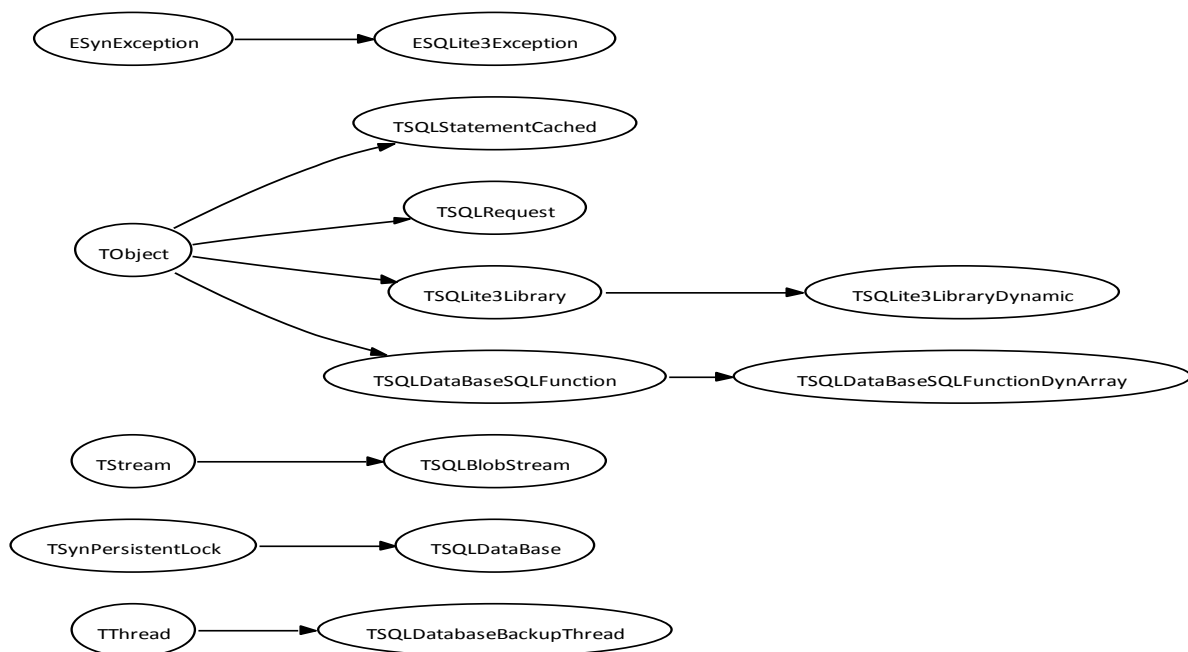 ESynException
ESQLite3Exception
TSQLStatementCached
TSQLRequest
TObject
TSQLite3Library
TSQLite3LibraryDynamic
TSQLDataBaseSQLFunction
TSQLDataBaseSQLFunctionDynArray
TStream
TSQLBlobStream
TSynPersistentLock
TSQLDataBase
TThread
TSQLDatabaseBackupThread